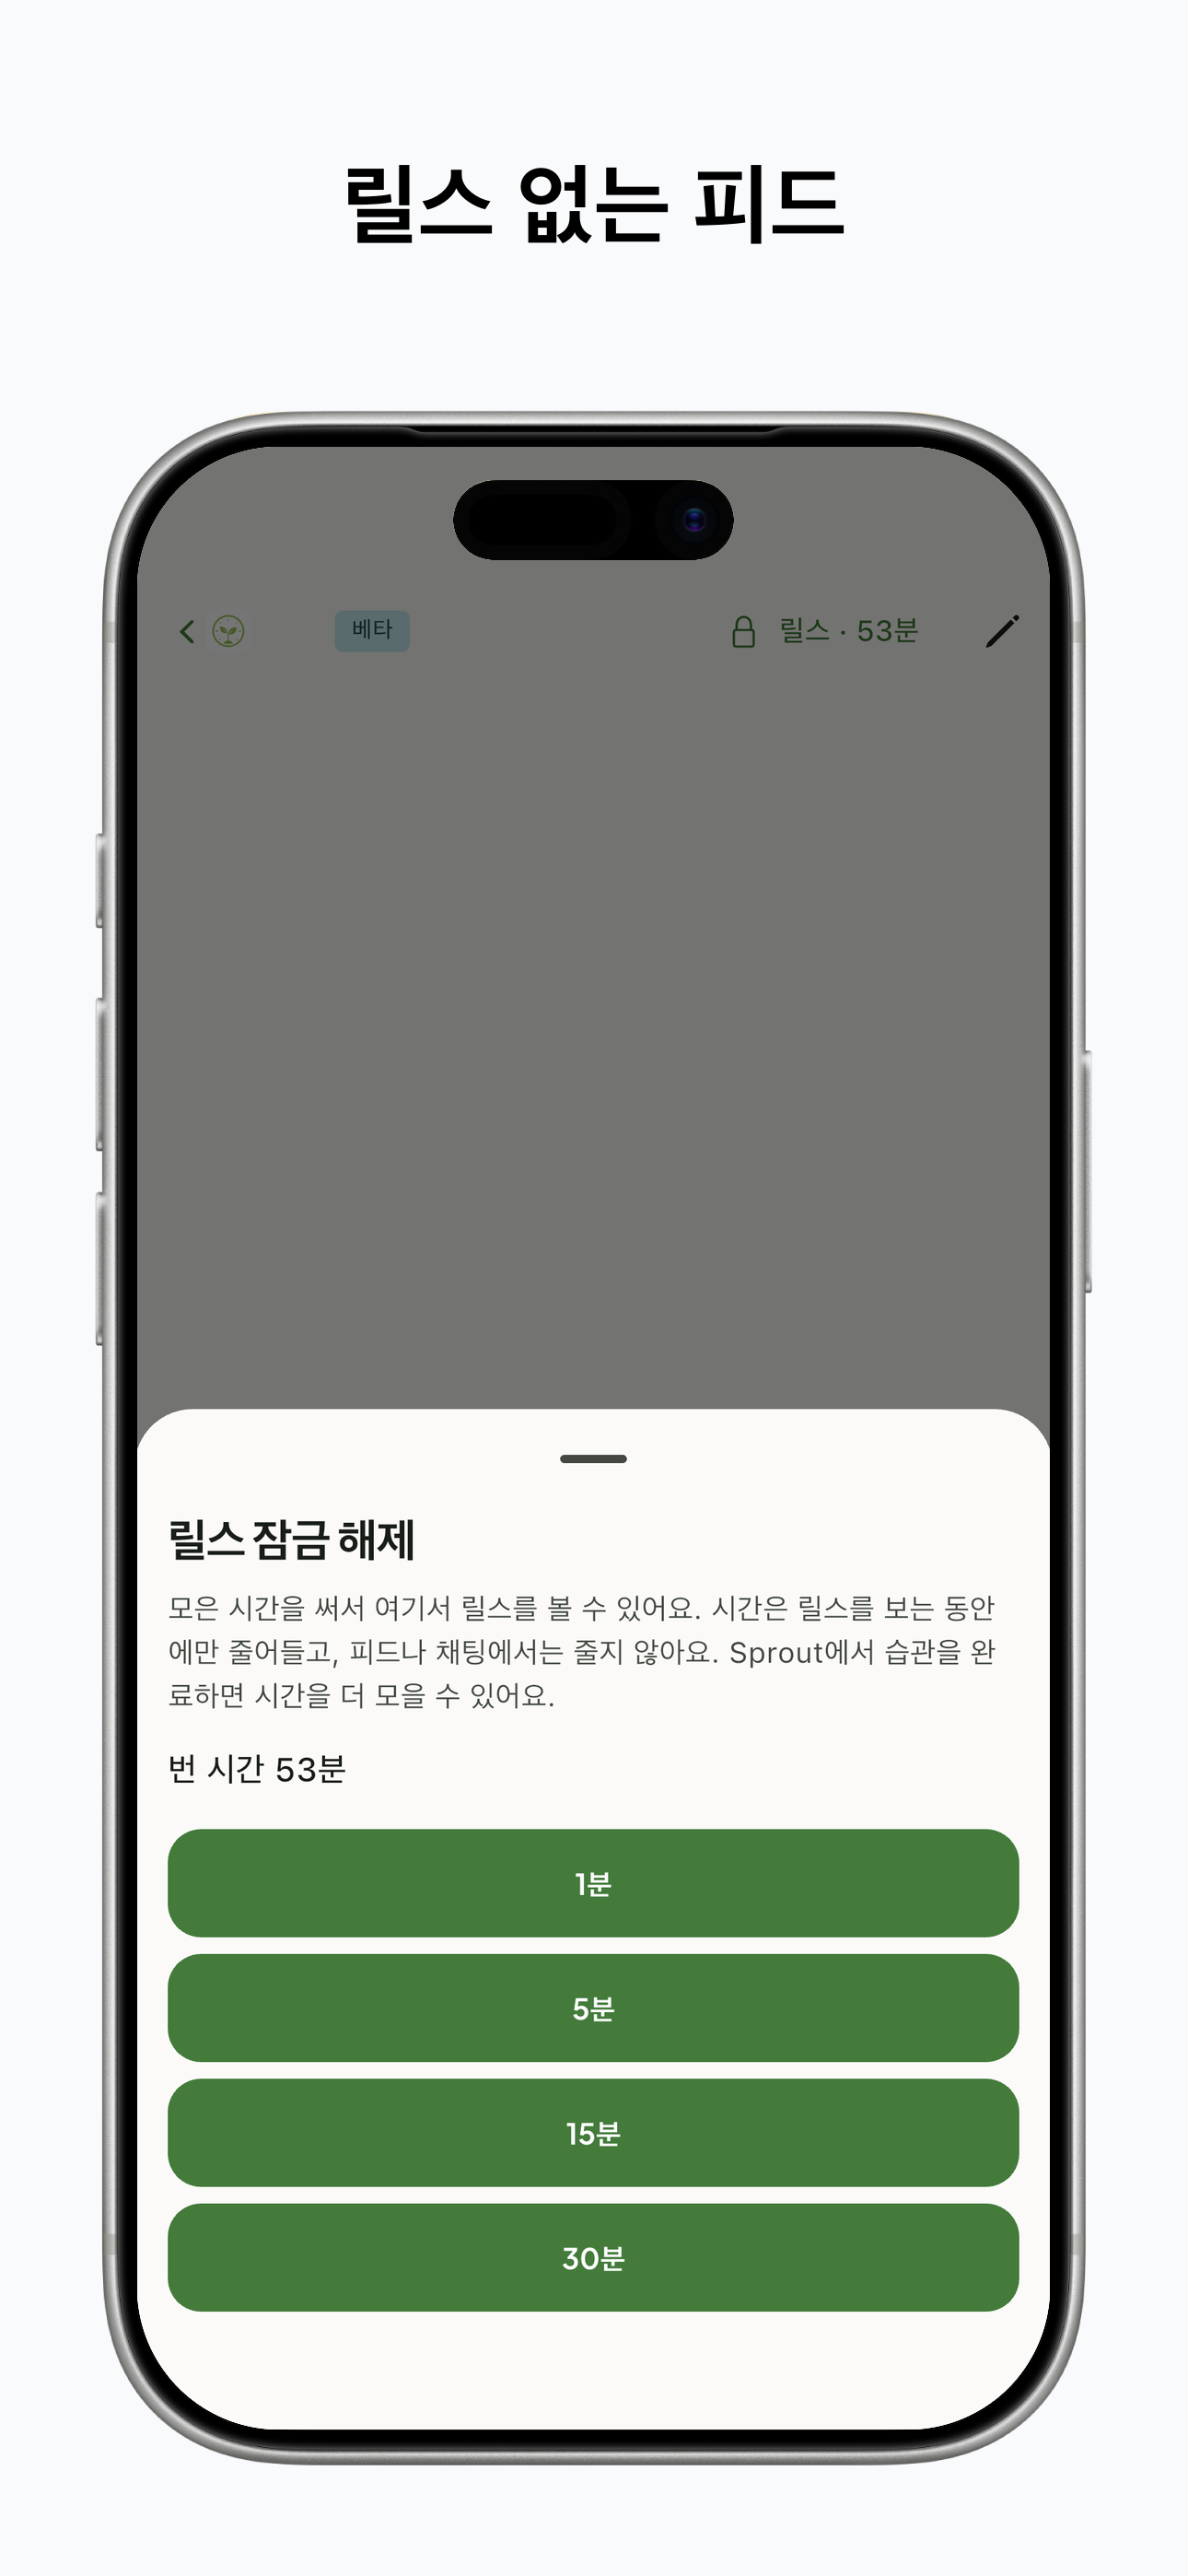 릴스 없는 피드
베타
릴스 · 53분
릴스 잠금 해제
모은 시간을 써서 여기서 릴스를 볼 수 있어요. 시간은 릴스를 보는 동안
에만 줄어들고, 피드나 채팅에서는 줄지 않아요. Sprout에서 습관을 완
료하면 시간을 더 모을 수 있어요.
번 시간 53분
1분
5분
15분
30분